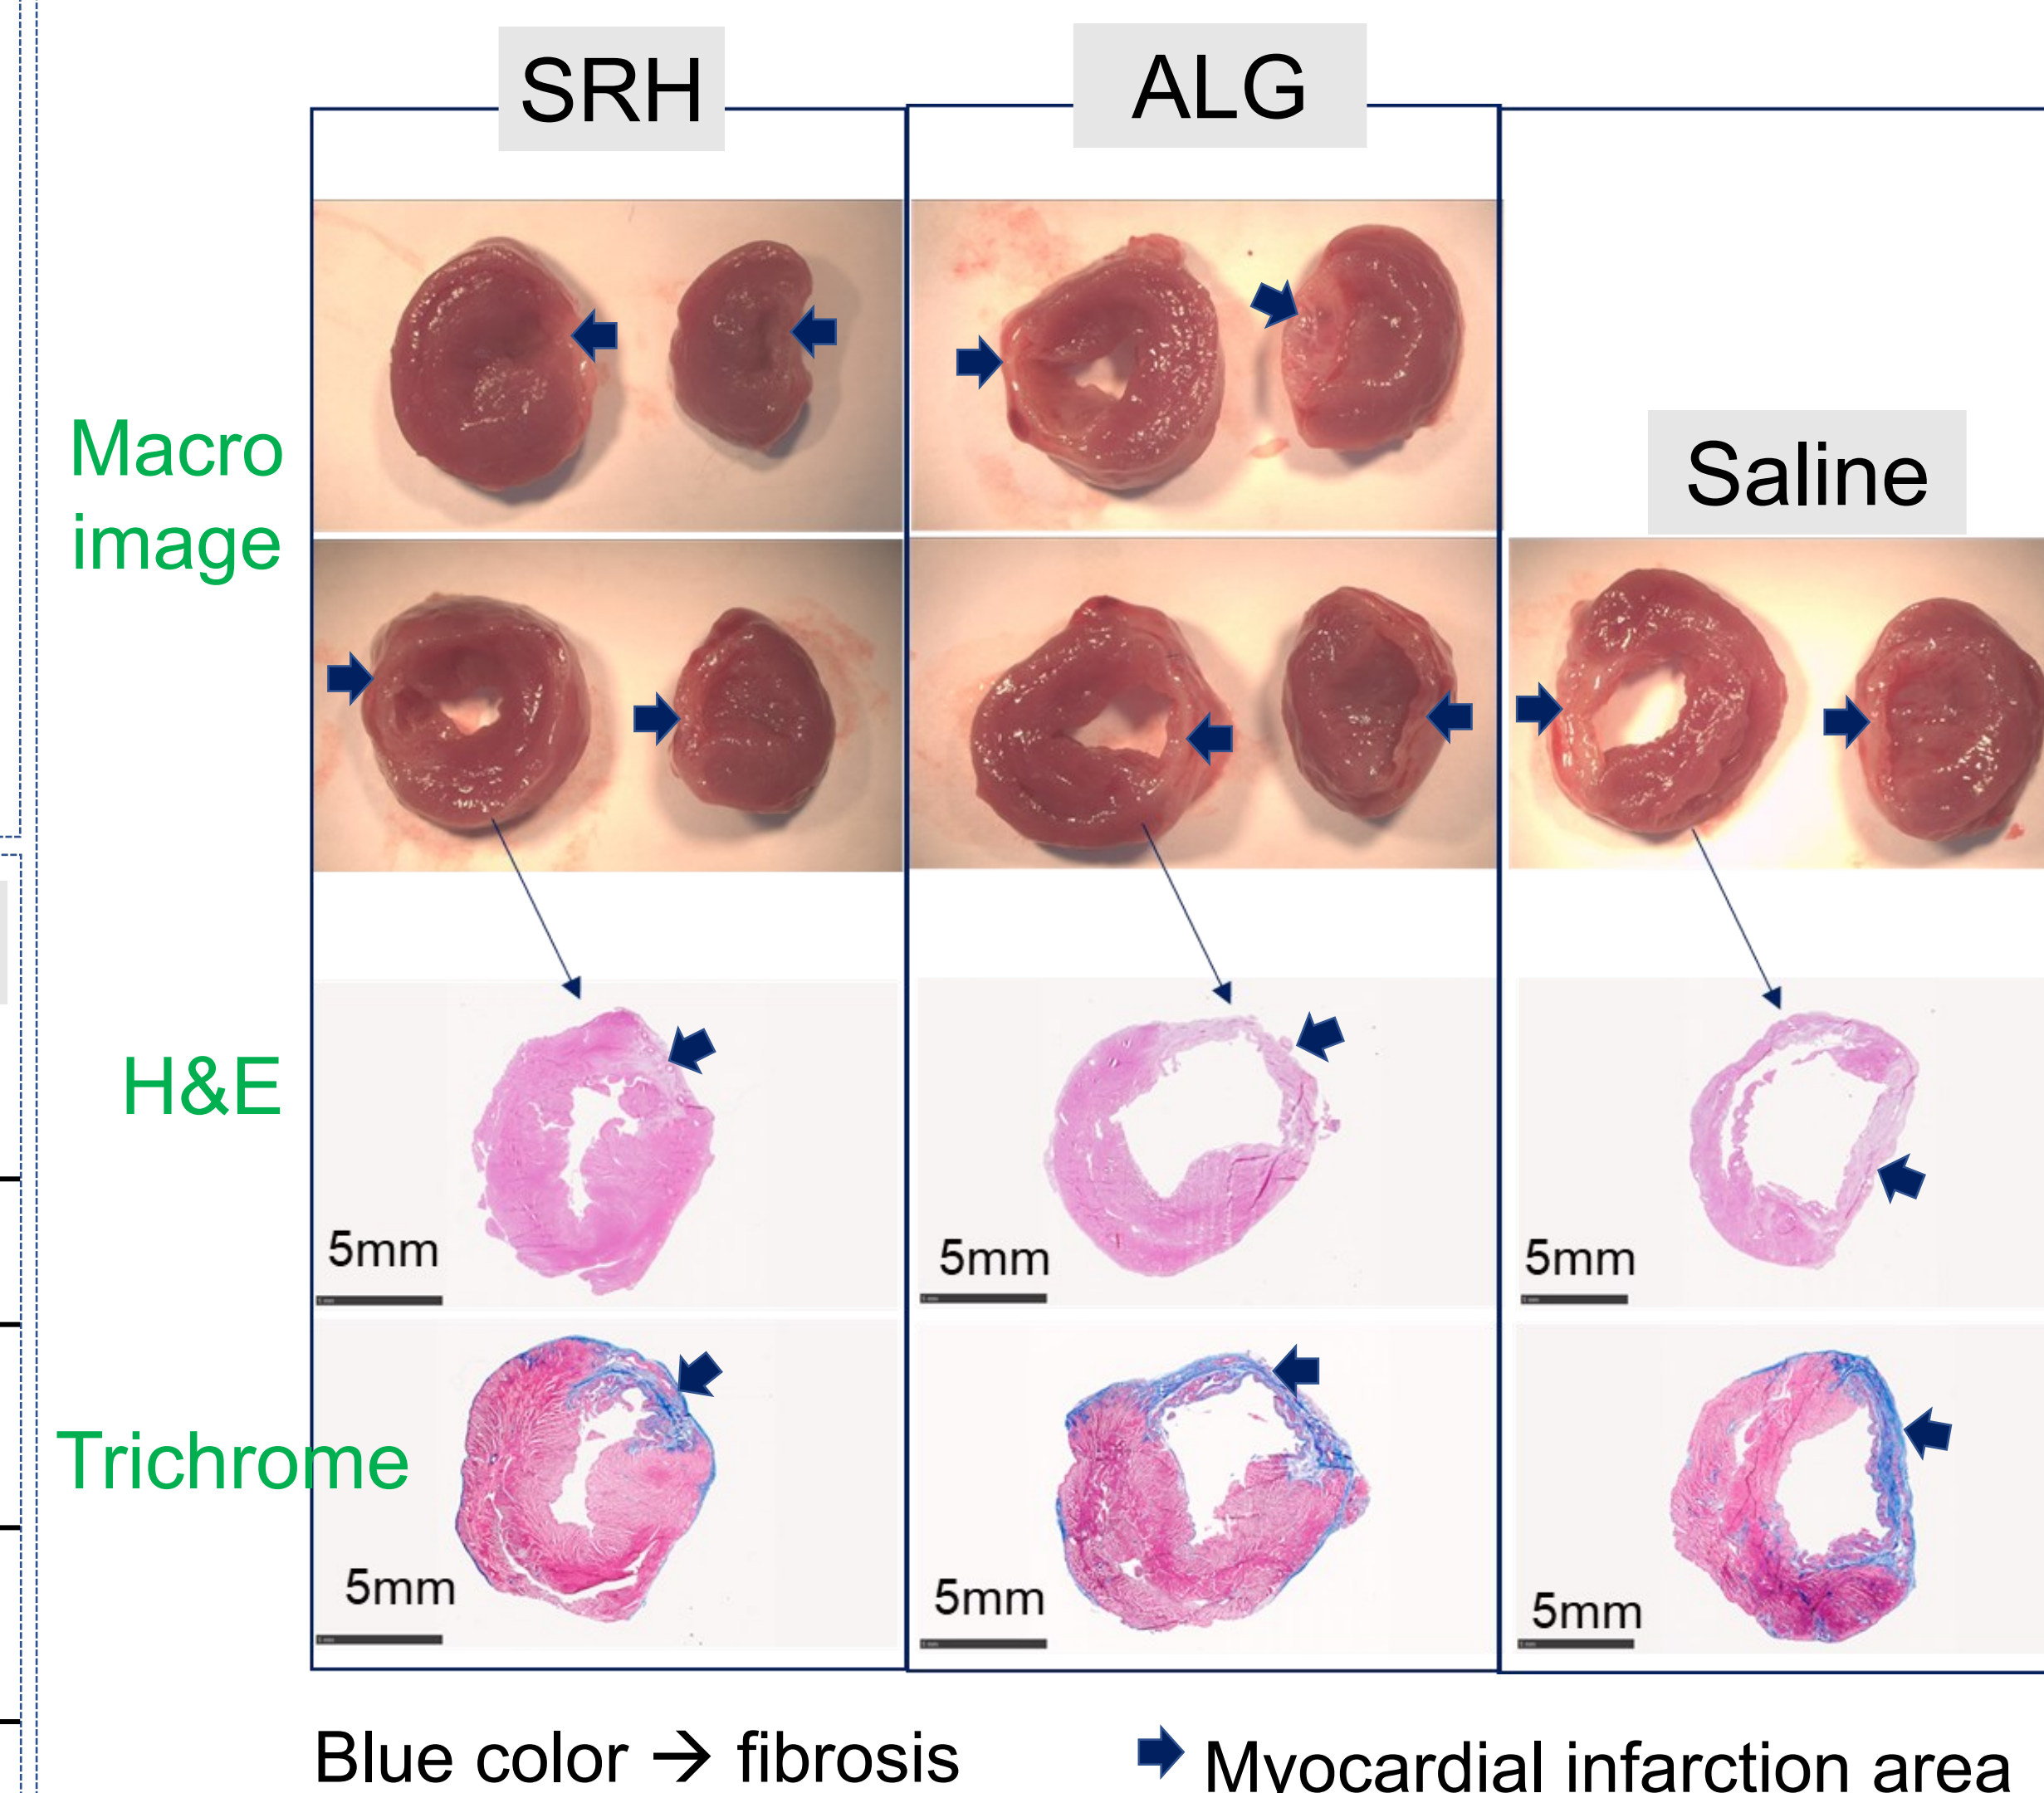 SRH
ALG
Macro
image
Saline
H&E
5mm
5mm
5mm
Trichrome
5mm
5mm
5mm
Blue color → fibrosis
Myocardial infarction area